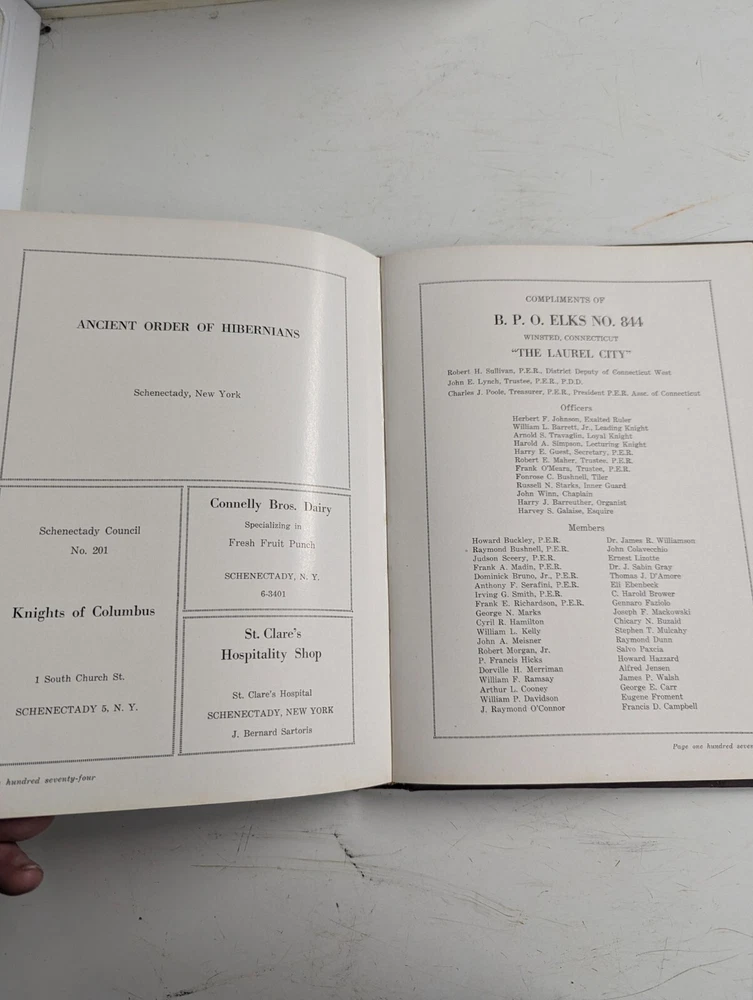 ANCIENT ORDER OF HIBERNIANS
Schenectady, New York
Schenectady Council
No. 201
Knights of Columbus
1 South Church St.
SCHENECTADY 5, N. Y.
Connelly Bros. Dairy
Specializing in
Fresh Fruit Punch
SCHENECTADY, N. Y.
6-3401
St. Clare's
Hospitality Shop
St. Clare's Hospital
SCHENECTADY, NEW YORK
J. Bernard Sartoris
hundred seventy-four
COMPLIMENTS OF
B. P. O. ELKS NO. 844
WINSTED, CONNECTICUT
"THE LAUREL CITY"
Robert H. Sullivan, P.E.R., District Deputy of Connecticut West
John E. Lynch, Trustee, P.E.R., P.D.D.
Charles J. Poole, Treasurer, P.E.R., President P.E.R. Assr. of Connecticut
Officers
Herbert F. Johnson, Exalted Ruler
William L. Barrett, Jr., Leading Knight
Arnold S. Travaglin, Loyal Knight
Harold A. Simpson, Lecturing Knight
Harry E. Guest, Secretary, P.E.R.
Robert E. Maher, Trustee, P.E.R.
Frank O'Meara, Trustee, P.E.R.
Fonrose C. Bushnell, Tiler
Russell N. Starks, Inner Guard
John Winn, Chaplain
Harry J. Barreuther, Organist
Harvey S. Galaise, Esquire
Members
Howard Buckley, P.E.R.
Raymond Bushnell, P.E.R.
Judson Sceery, P.E.R.
Frank A. Madin, P.E.R.
Dominick Bruno, Jr., P.E.R.
Anthony F. Serafini, P.E.R.
Irving G. Smith, P.E.R.
Frank E. Richardson, P.E.R.
George N. Marks
Cyril R. Hamilton
William L. Kelly
John A. Meisner
Robert Morgan, Jr.
P. Francis Hicks
Dorville H. Merriman
William F. Ramsay
Arthur L. Cooney
William P. Davidson
J. Raymond O'Connor
Dr. James R. Williamson
John Colavecchio
Ernest Lizotte
Dr. J. Sabin Gray
Thomas J. D'Amore
Eli Ebenbeck
C. Harold Brower
Gennaro Faziolo
Joseph F. Mackowski
Chicary N. Buzaid
Stephen T. Mulcahy
Raymond Dunn
Salvo Paxcia
Howard Hazzard
Alfred Jensen
James P. Walsh
George E. Carr
Eugene Froment
Francis D. Campbell
Page one hundred seve